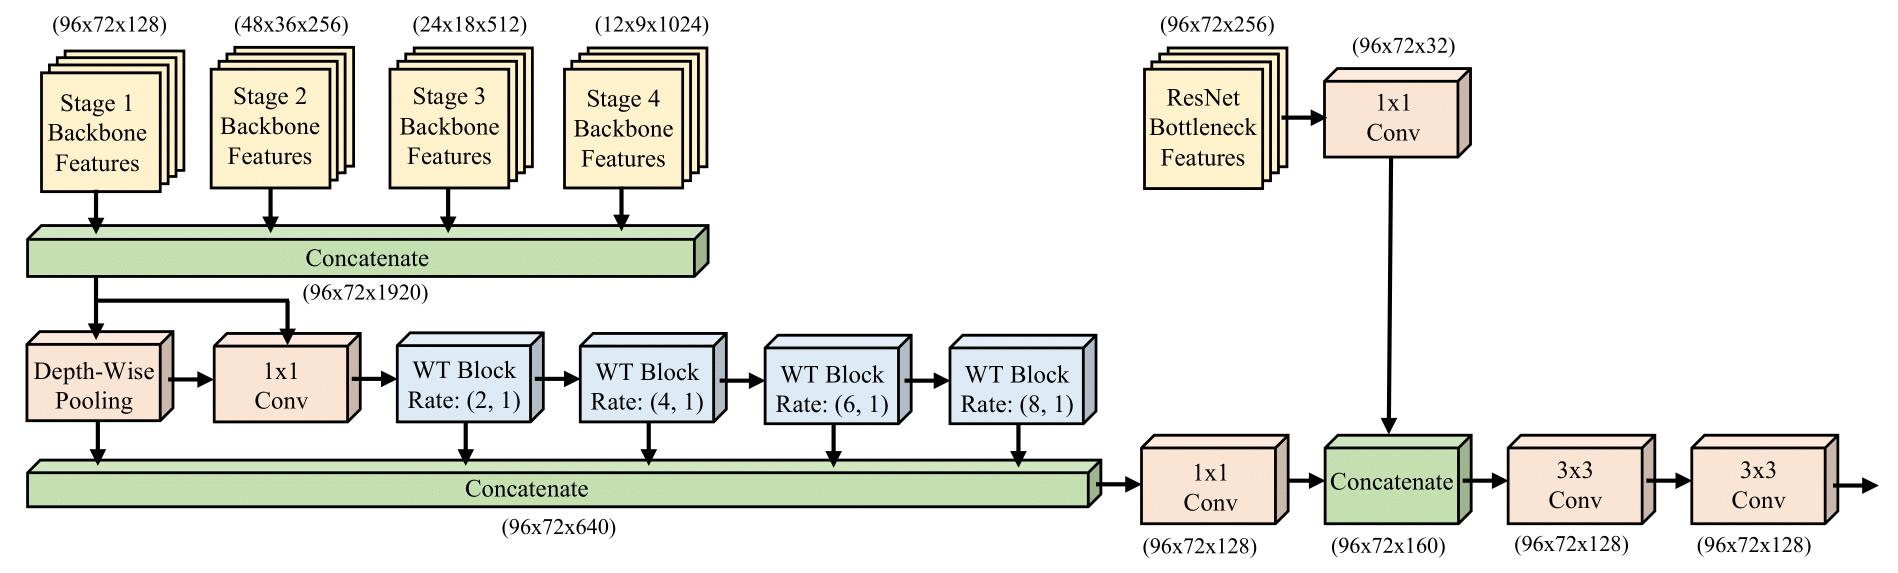 (96x72x128)
(48x36x256)
(24x18x512)
(12x9x1024)
(96x72x256)
(96x72x32)
Stage 1
Backbone
Features
Stage 2
Backbone
Features
Stage 3
Backbone
Features
Stage 4
Backbone
Features
ResNet
Bottleneck
Features
1x1
Conv
Concatenate
(96x72x1920)
Depth-Wise
Pooling
1x1
Conv
WT Block
Rate: (2, 1)
WT Block
Rate: (4, 1)
WT Block
Rate: (6, 1)
WT Block
Rate: (8, 1)
Concatenate
(96x72x640)
1x1
Conv
(96x72x128)
Concatenate
(96x72x160)
3x3
Conv
(96x72x128)
3x3
Conv
(96x72x128)